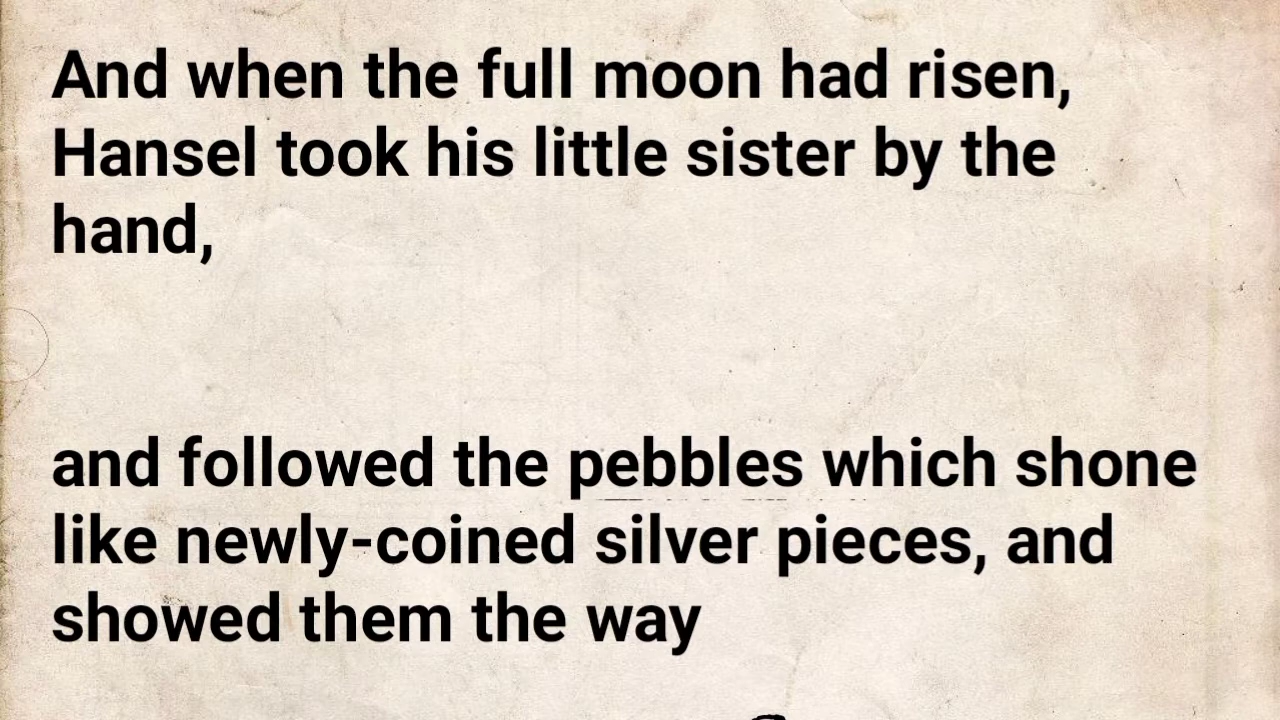 And when the full moon had risen,
Hansel took his little sister by the
hand,
and followed the pebbles which shone
like newly-coined silver pieces, and
showed them the way